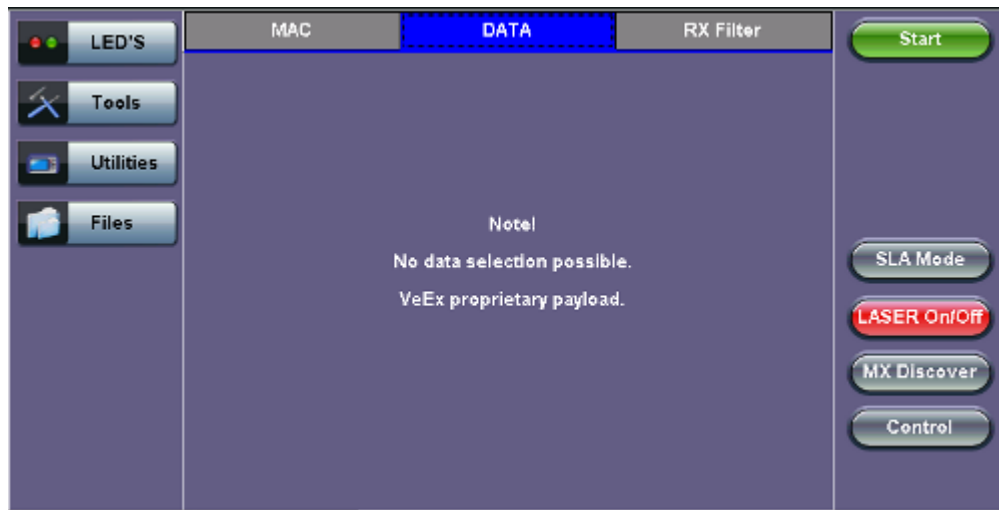 LED'S
Tools
Utilities
Files
MAC
DATA
RX Filter
Note!
No data selection possible.
VeEx proprietary payload.
Start
SLA Mode
LASER On/Off
MX Discover
Control